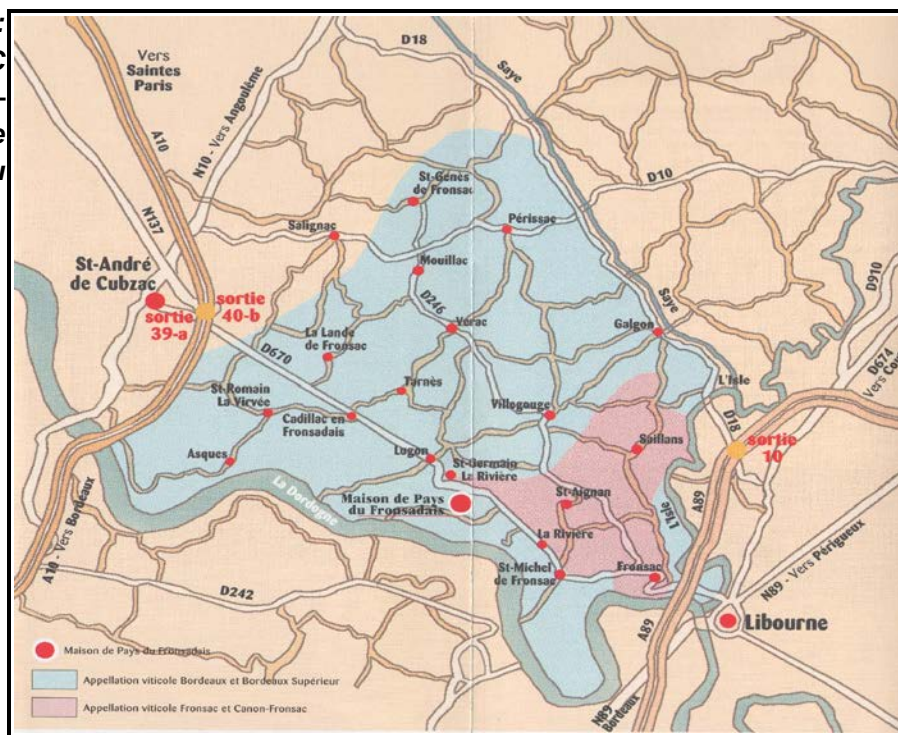 D18
Saye
Vers
Saintes
Paris
A10
N10 - Vers Angoulême
N137
St-Genès
de Fronsac
D10
Salignac
Périssac
St-André
de Cubzac
Mouillac
D910
sortie
39-a
sortie
40-b
D246
Saye
Vérac
Galgon
La Lande
de Fronsac
D670
D674
L'Isle
St-Romain
La Virvée
Tarnès
Villegouge
D18
Cadillac en
Fronsadais
Saillans
sortie
10
Asques
Lugon
St-Germain
La Rivière
A89
La Dordogne
Maison de Pays
du Fronsadais
St-Aignan
L'Isle
A10 - Vers Bordeaux
La Rivière
N89 - Vers Périgueux
St-Michel
de Fronsac
Fronsac
D242
Libourne
A89
Maison de Pays du Fronsadais
Appellation viticole Bordeaux et Bordeaux Supérieur
Appellation viticole Fronsac et Canon-Fronsac
N89
Bordeaux